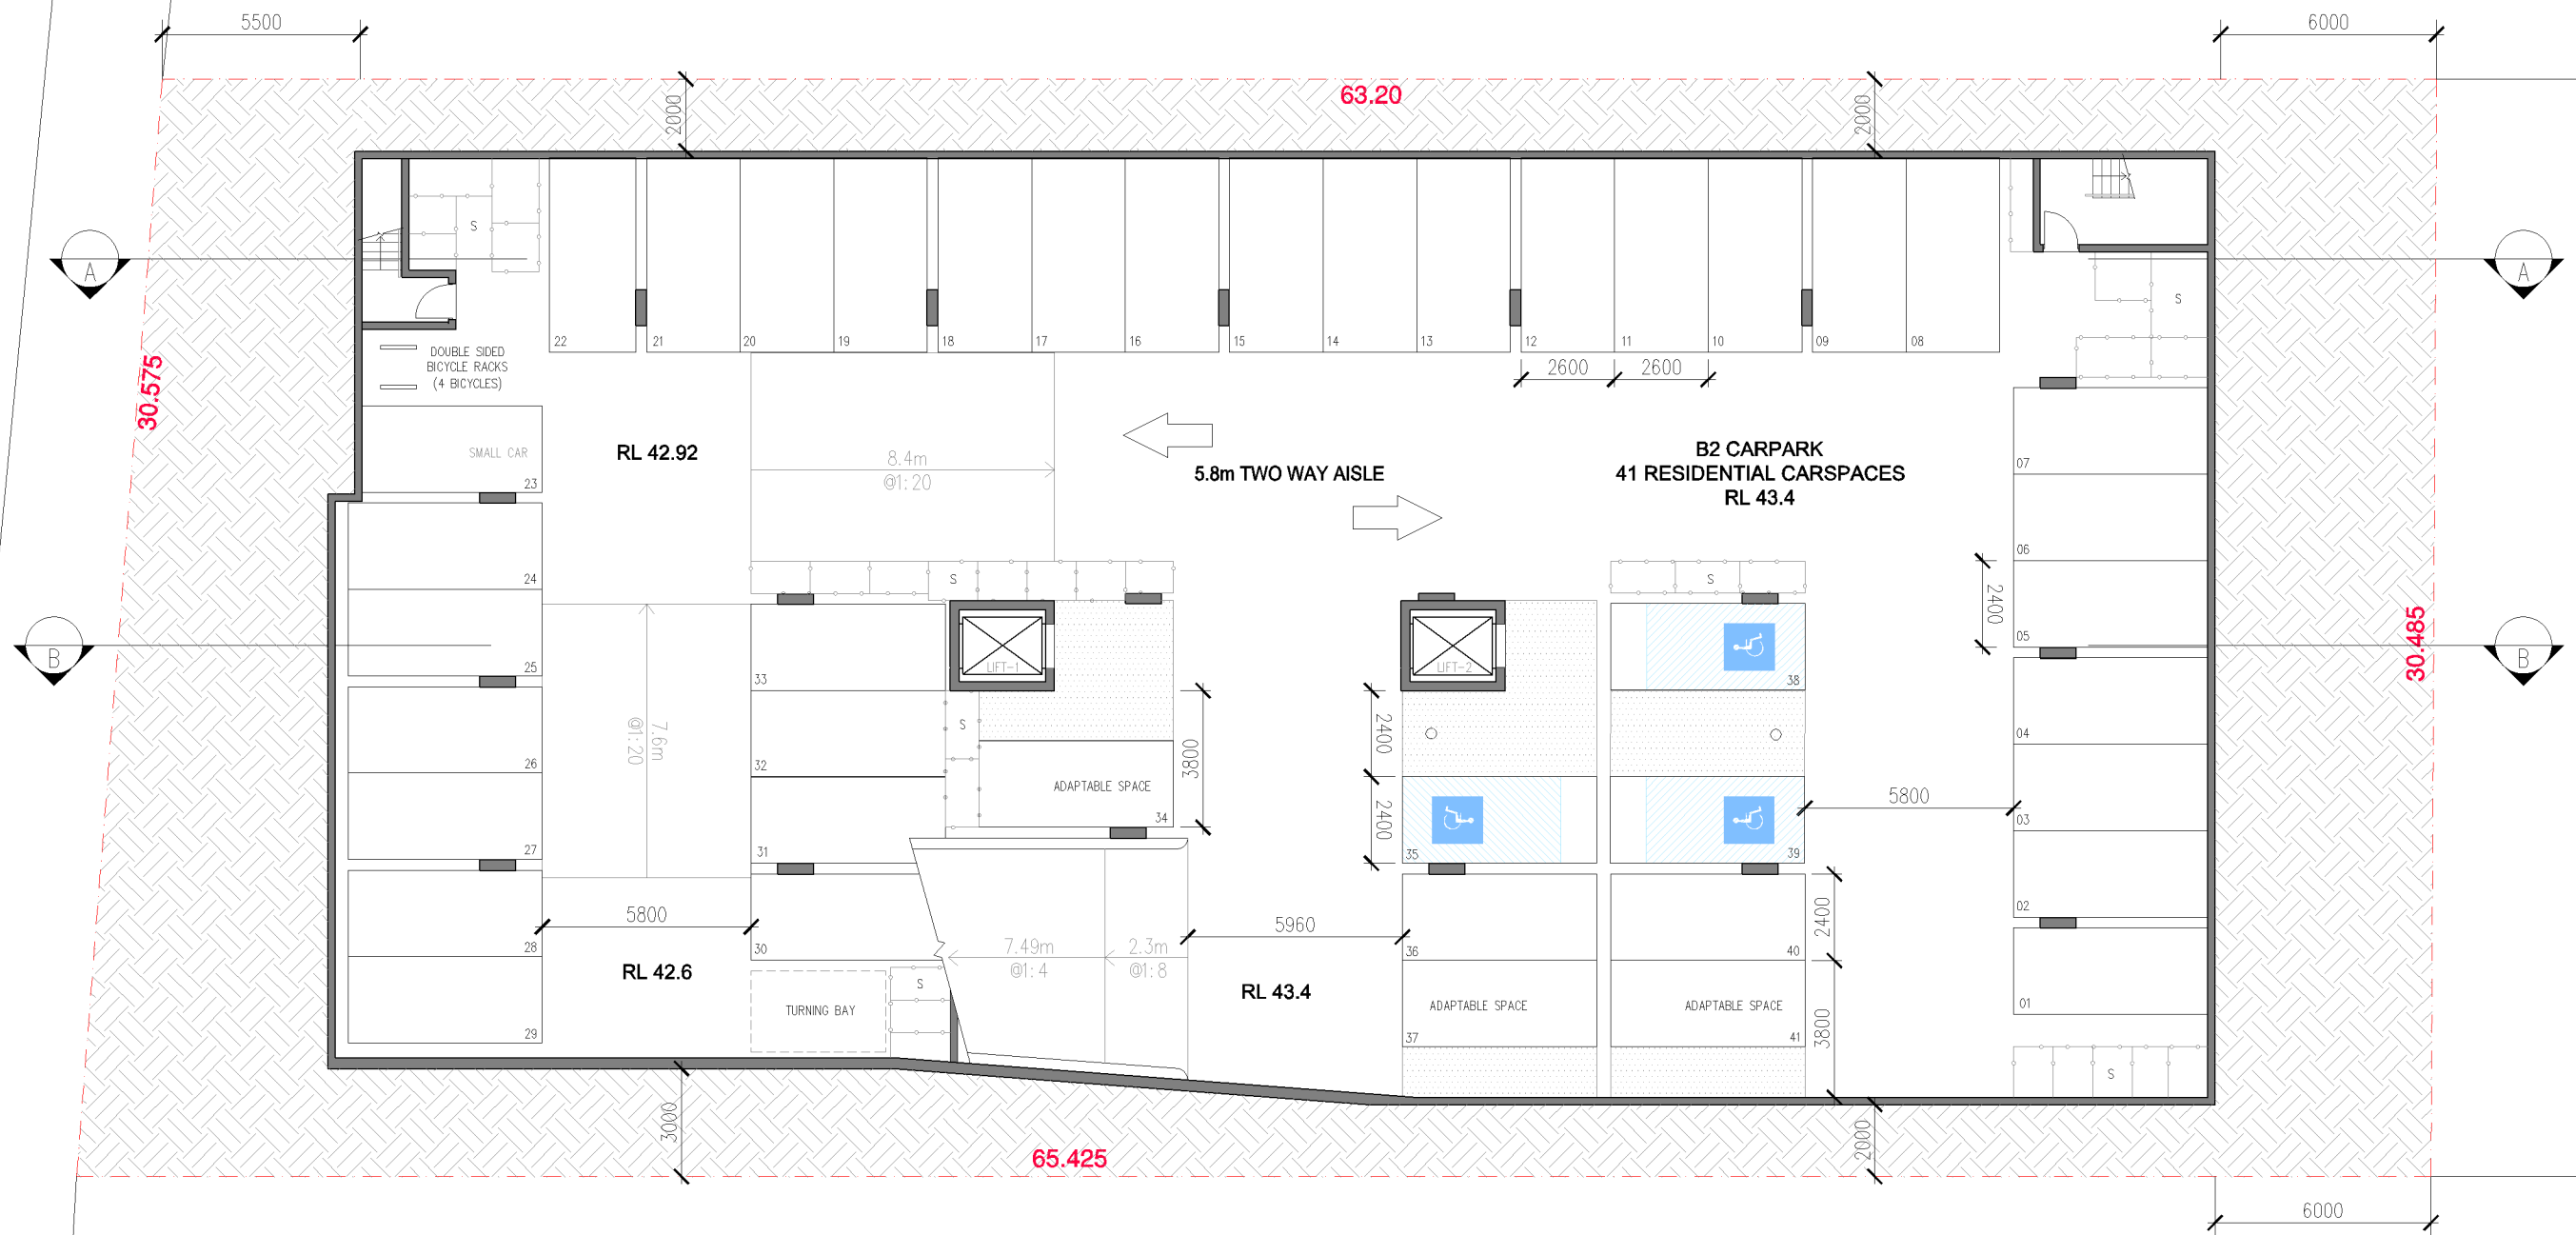 5500
6000
63.20
2000
2000
S
A
A
S
22
21
20
19
18
17
16
15
14
13
12
11
10
09
08
DOUBLE SIDED
BICYCLE RACKS
(4 BICYCLES)
2600
2600
30.575
SMALL CAR
23
RL 42.92
8.4m
@1:20
5.8m TWO WAY AISLE
B2 CARPARK
41 RESIDENTIAL CARSPACES
RL 43.4
07
06
2400
05
24
S
S
30.485
B
B
25
LIFT-1
LIFT-2
33
38
26
7.6m
@1:20
32
S
ADAPTABLE SPACE
34
3800
2400
2400
35
39
5800
04
03
27
31
02
28
5800
30
7.49m
@1:4
2.3m
@1:8
5960
36
40
2400
RL 42.6
S
TURNING BAY
RL 43.4
ADAPTABLE SPACE
ADAPTABLE SPACE
01
29
37
41
3800
S
3000
2000
65.425
6000